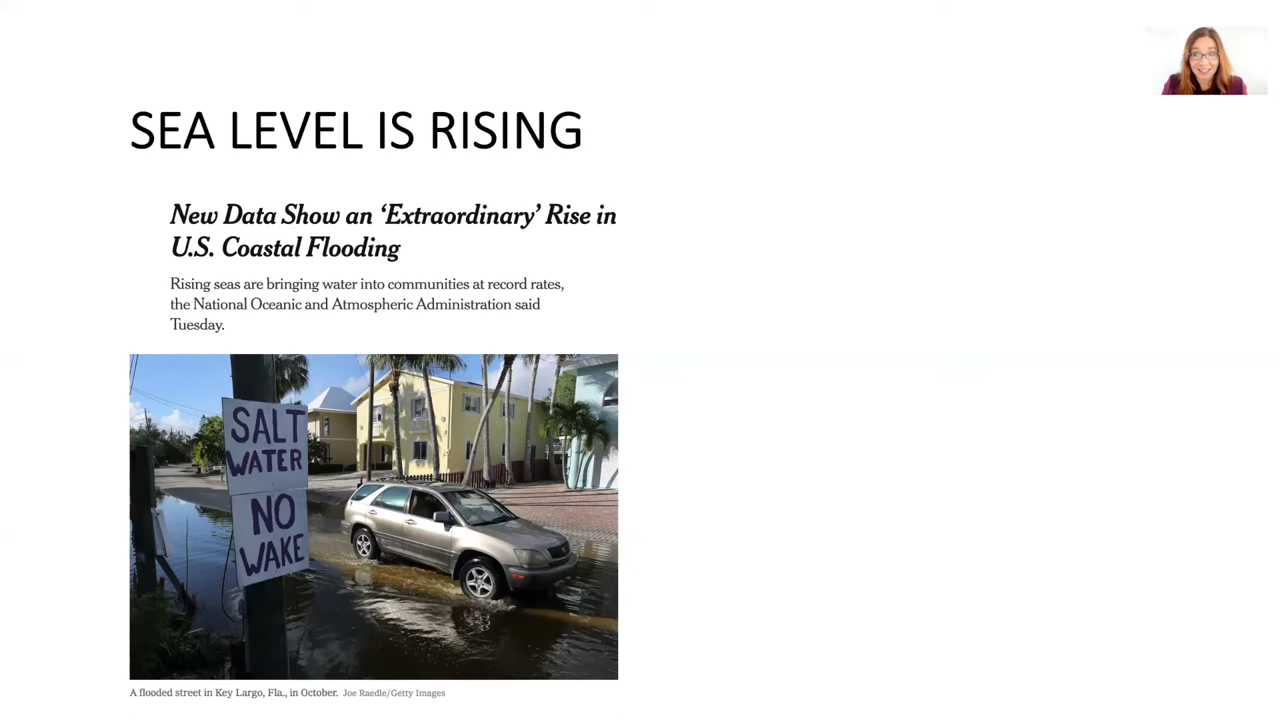 SEA LEVEL IS RISING
New Data Show an ‘Extraordinary’ Rise in
U.S. Coastal Flooding
Rising seas are bringing water into communities at record rates,
the National Oceanic and Atmospheric Administration said
Tuesday.
SALT
WATER
NO
WAKE
A flooded street in Key Largo, Fla., in October. Joe Raedle/Getty Images